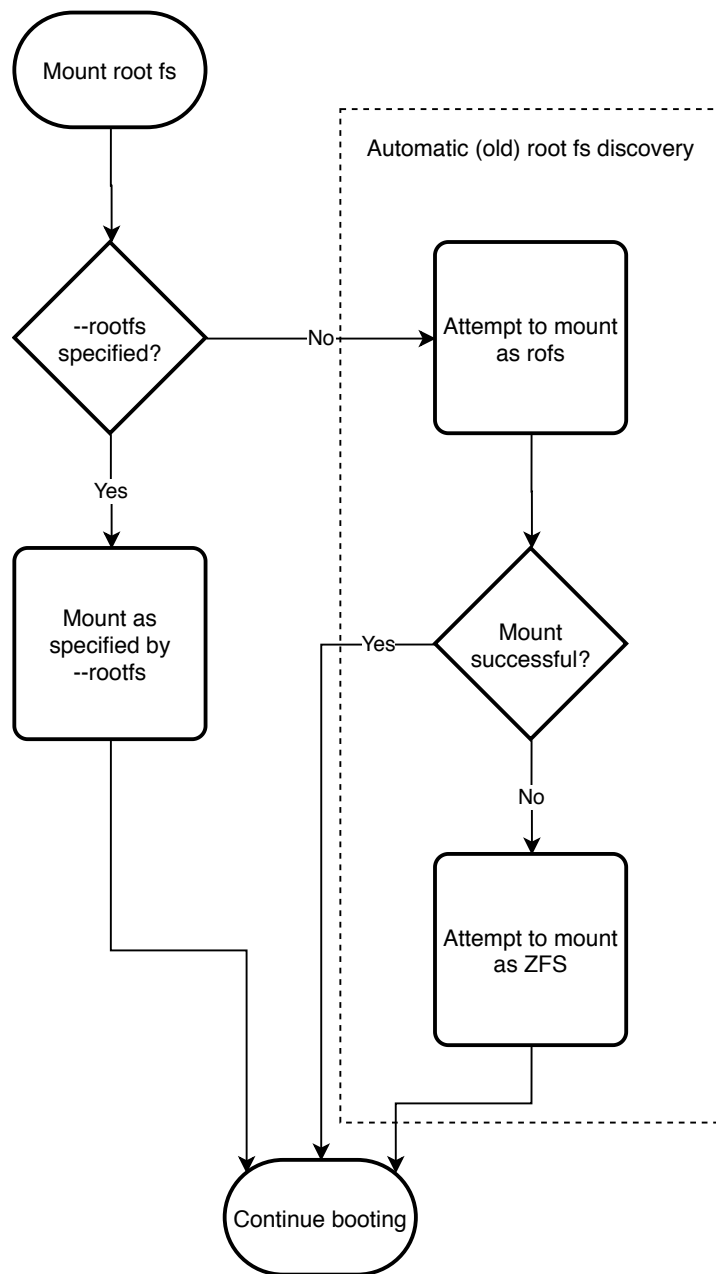 Mount root fs
Automatic (old) root fs discovery
--rootfs
specified?
No
Attempt to mount
as rofs
Yes
Mount as
specified by
--rootfs
Mount
successful?
Yes
No
Attempt to mount
as ZFS
Continue booting